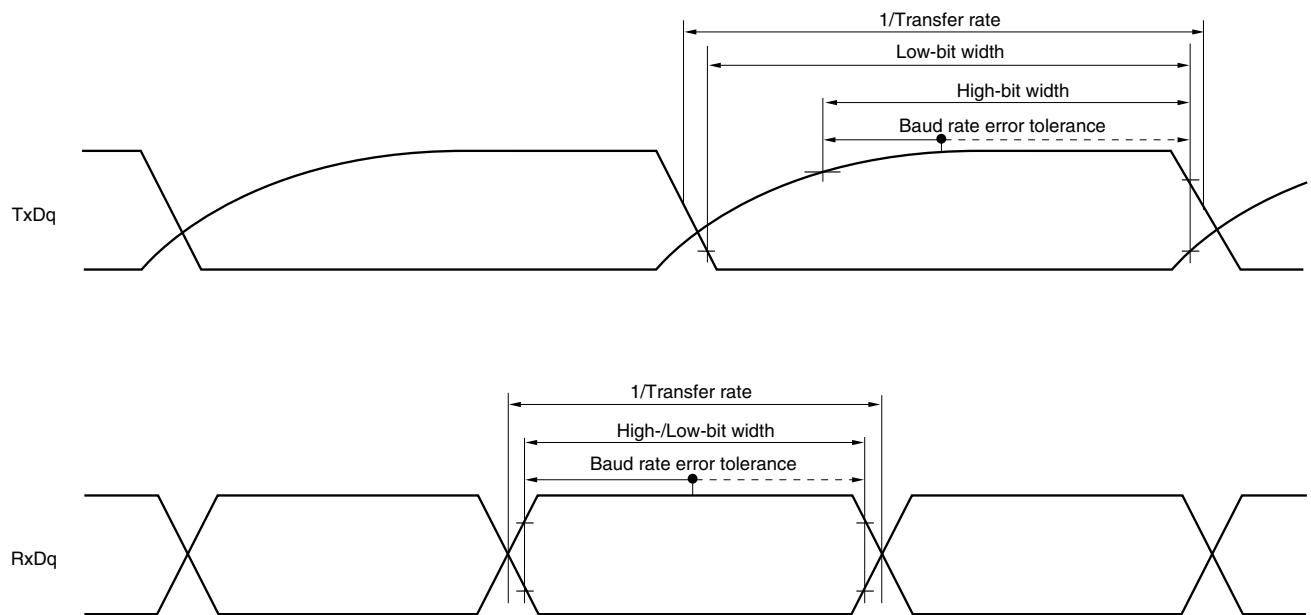 1/Transfer rate
Low-bit width
High-bit width
Baud rate error tolerance
TxDq
1/Transfer rate
High-/Low-bit width
Baud rate error tolerance
RxDq